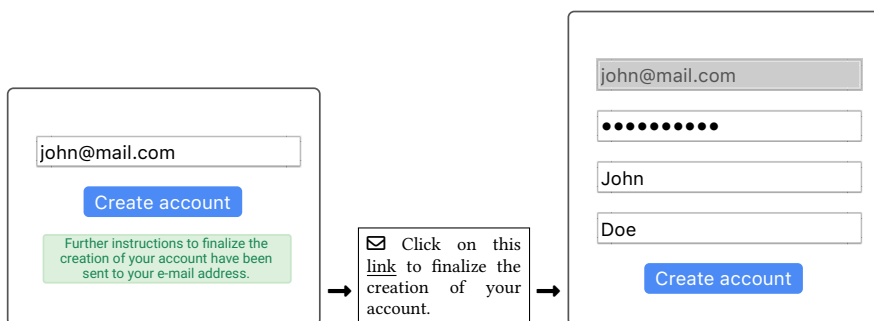 john@mail.com
Create account
Further instructions to finalize the
creation of your account have been
sent to your e-mail address.
Click on this
link to finalize the
creation of your
account.
john@mail.com
••••••••••
John
Doe
Create account